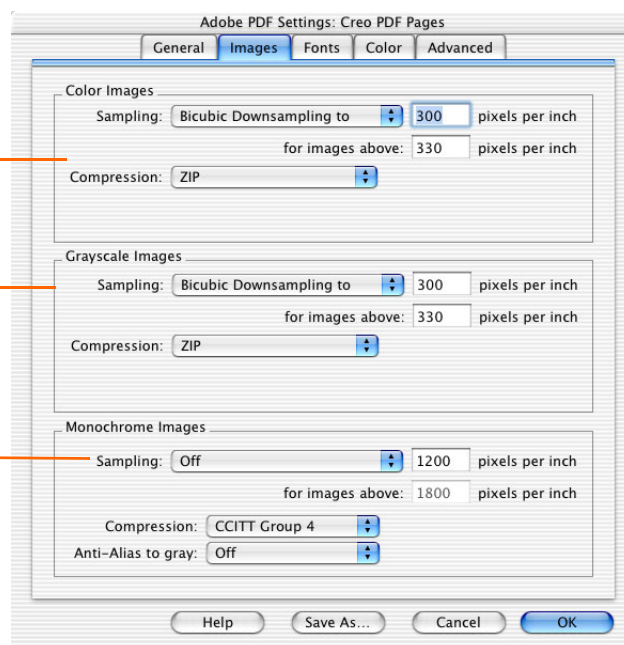 Adobe PDF Settings: Creo PDF Pages
General Images Fonts Color Advanced
Color Images
Sampling: Bicubic Downsampling to 300 pixels per inch
for images above: 330 pixels per inch
Compression: ZIP
Grayscale Images
Sampling: Bicubic Downsampling to 300 pixels per inch
for images above: 330 pixels per inch
Compression: ZIP
Monochrome Images
Sampling: Off 1200 pixels per inch
for images above: 1800 pixels per inch
Compression: CCITT Group 4
Anti-Alias to gray: Off
Help Save As... Cancel OK